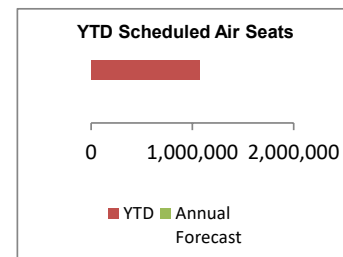 YTD Scheduled Air Seats
0 1,000,000 2,000,000
YTD Annual
Forecast